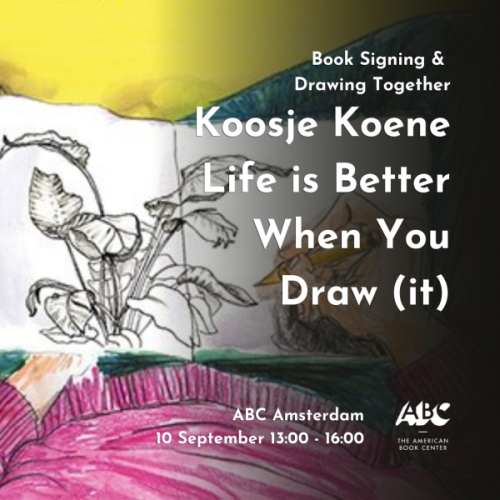 Book Signing &
Drawing Together
Koosje Koene
Life is Better
When You
Draw (it)
ABC Amsterdam
10 September 13:00 - 16:00
ABC
THE AMERICAN
BOOK CENTER